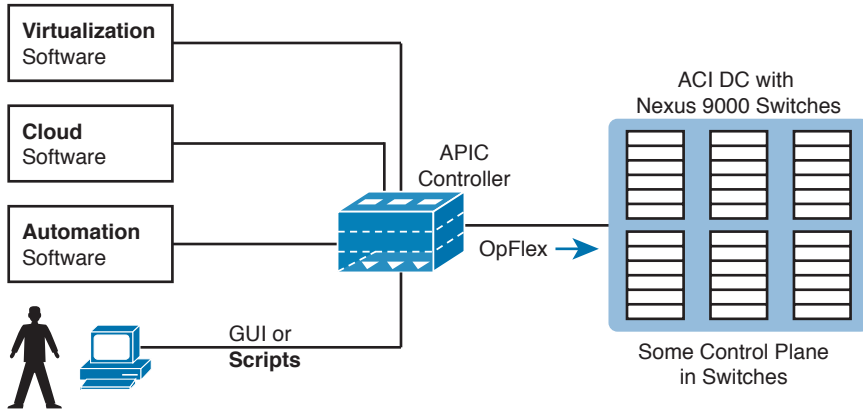 Virtualization
Software
Cloud
Software
Automation
Software
GUI or
Scripts
APIC
Controller
OpFlex
ACI DC with
Nexus 9000 Switches
Some Control Plane
in Switches